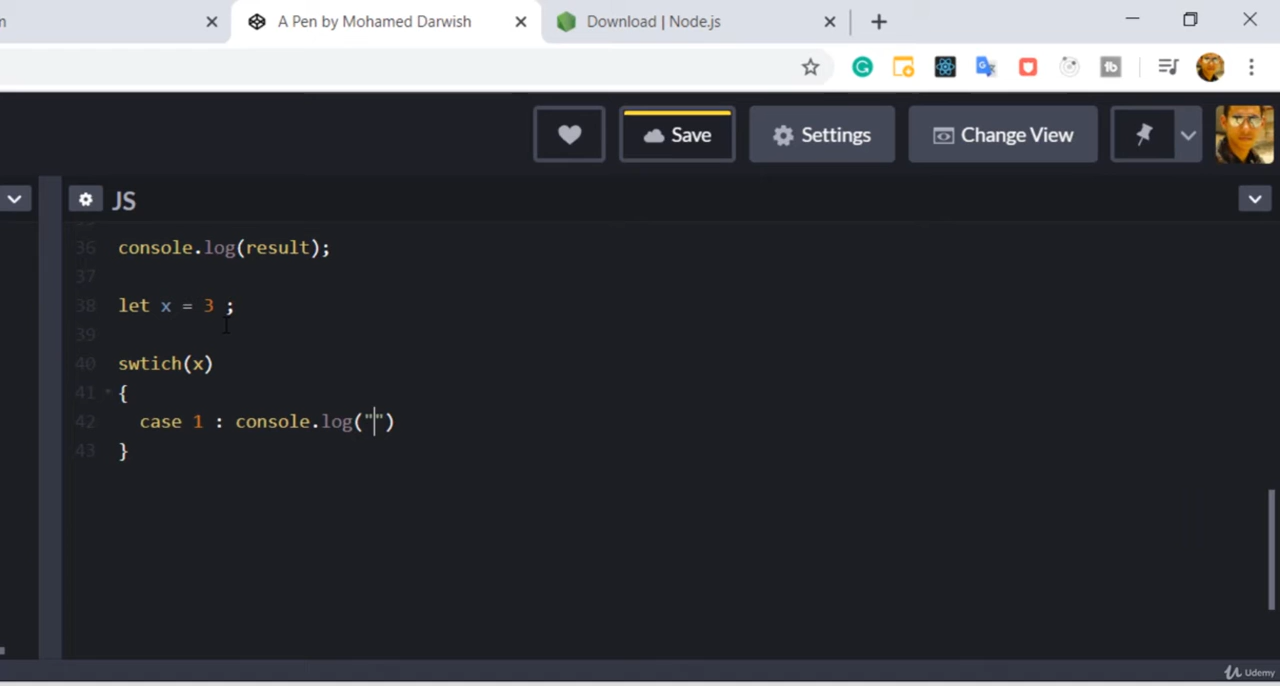 n
A Pen by Mohamed Darwish
Download | Node.js
Save
Settings
Change View
JS
36 console.log(result);
37
38 let x = 3 ;
39
40 swtich(x)
41 {
42 case 1 : console.log("")
43 }
Udemy